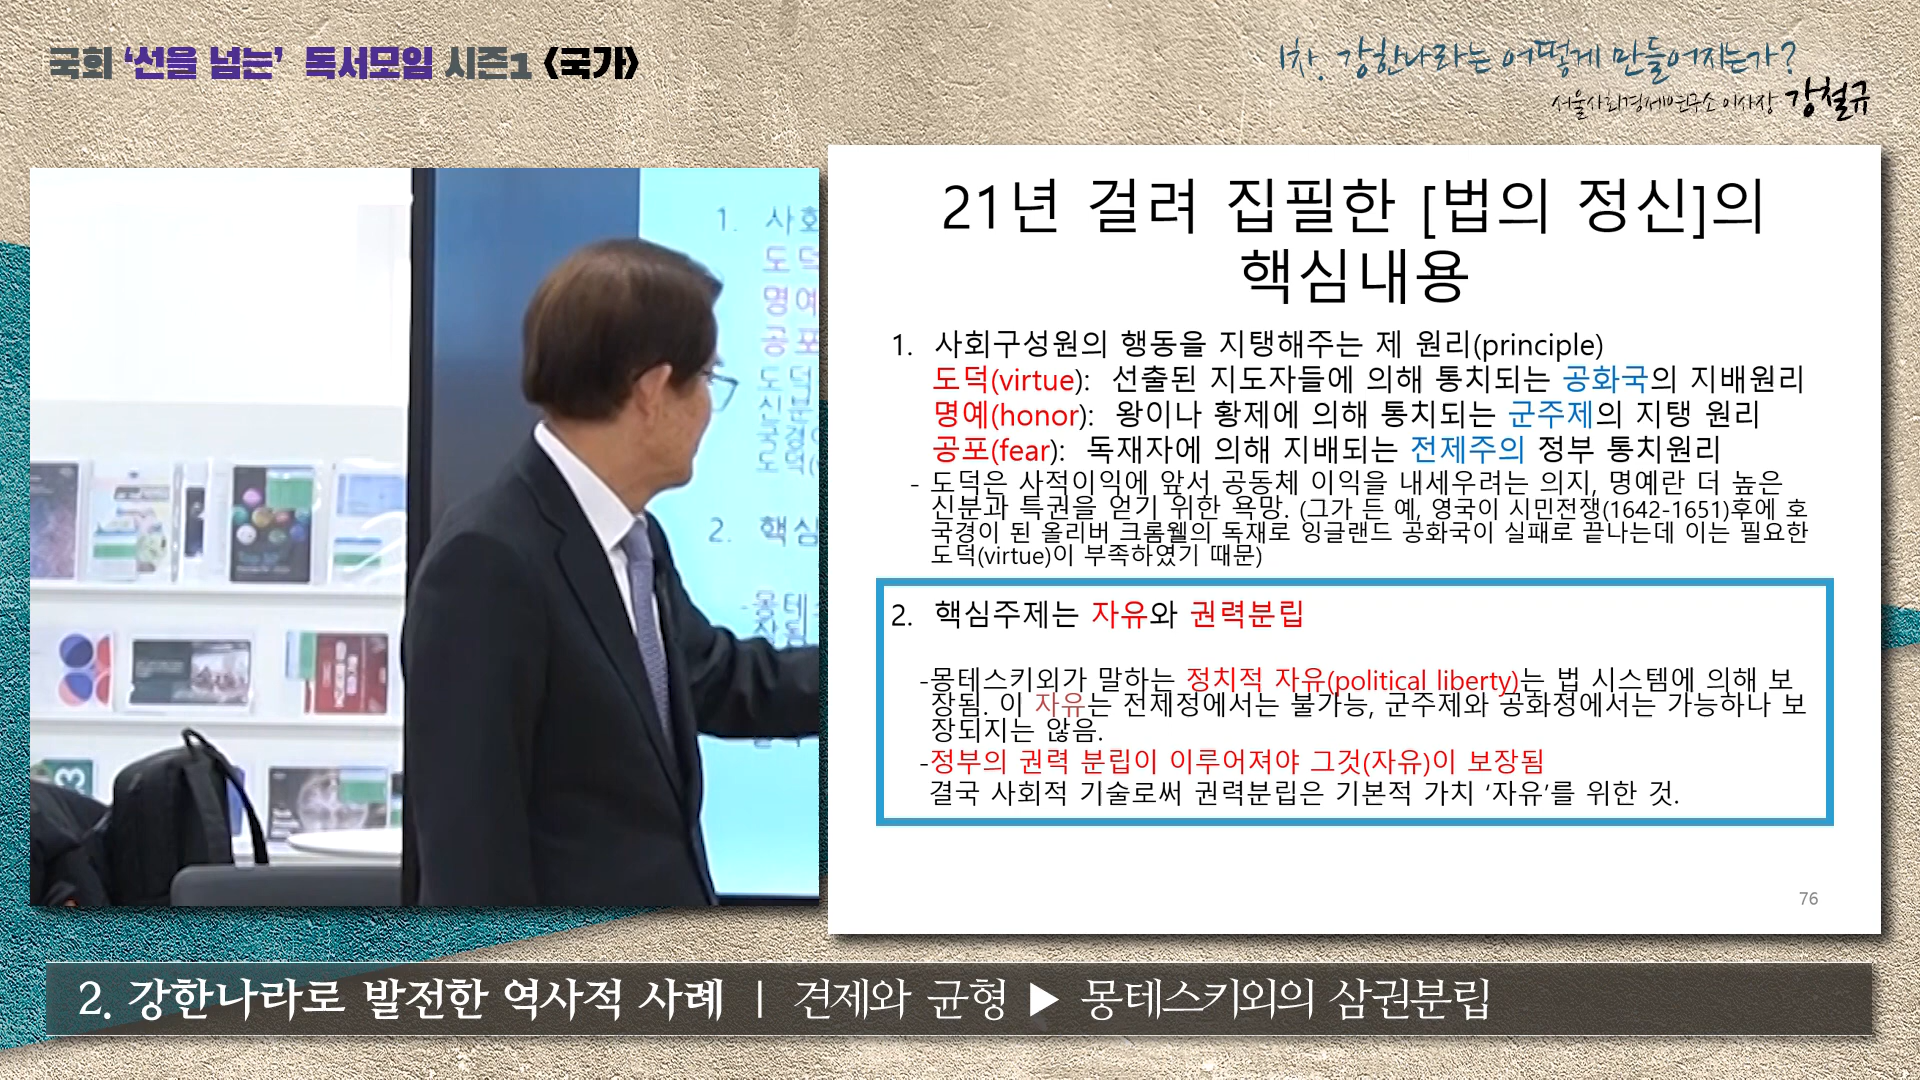 국회 ‘선을 넘는’ 독서모임 시즌1 〈국가〉
1차. 강한나라는 어떻게 만들어지는가?
서울사회경제연구소 이사장 강철규
1. 사회
도덕
명예
공포
2. 핵심
21년 걸려 집필한 [법의 정신]의
핵심내용
1. 사회구성원의 행동을 지탱해주는 제 원리(principle)
도덕(virtue): 선출된 지도자들에 의해 통치되는 공화국의 지배원리
명예(honor): 왕이나 황제에 의해 통치되는 군주제의 지탱 원리
공포(fear): 독재자에 의해 지배되는 전제주의 정부 통치원리
- 도덕은 사적이익에 앞서 공동체 이익을 내세우려는 의지, 명예란 더 높은
신분과 특권을 얻기 위한 욕망. (그가 든 예, 영국이 시민전쟁(1642-1651)후에 호
국경이 된 올리버 크롬웰의 독재로 잉글랜드 공화국이 실패로 끝나는데 이는 필요한
도덕(virtue)이 부족하였기 때문)
2. 핵심주제는 자유와 권력분립
-몽테스키외가 말하는 정치적 자유(political liberty)는 법 시스템에 의해 보
장됨. 이 자유는 전제정에서는 불가능, 군주제와 공화정에서는 가능하나 보
장되지는 않음.
-정부의 권력 분립이 이루어져야 그것(자유)이 보장됨
결국 사회적 기술로써 권력분립은 기본적 가치 ‘자유’를 위한 것.
76
2. 강한나라로 발전한 역사적 사례 | 견제와 균형 ▶ 몽테스키외의 삼권분립